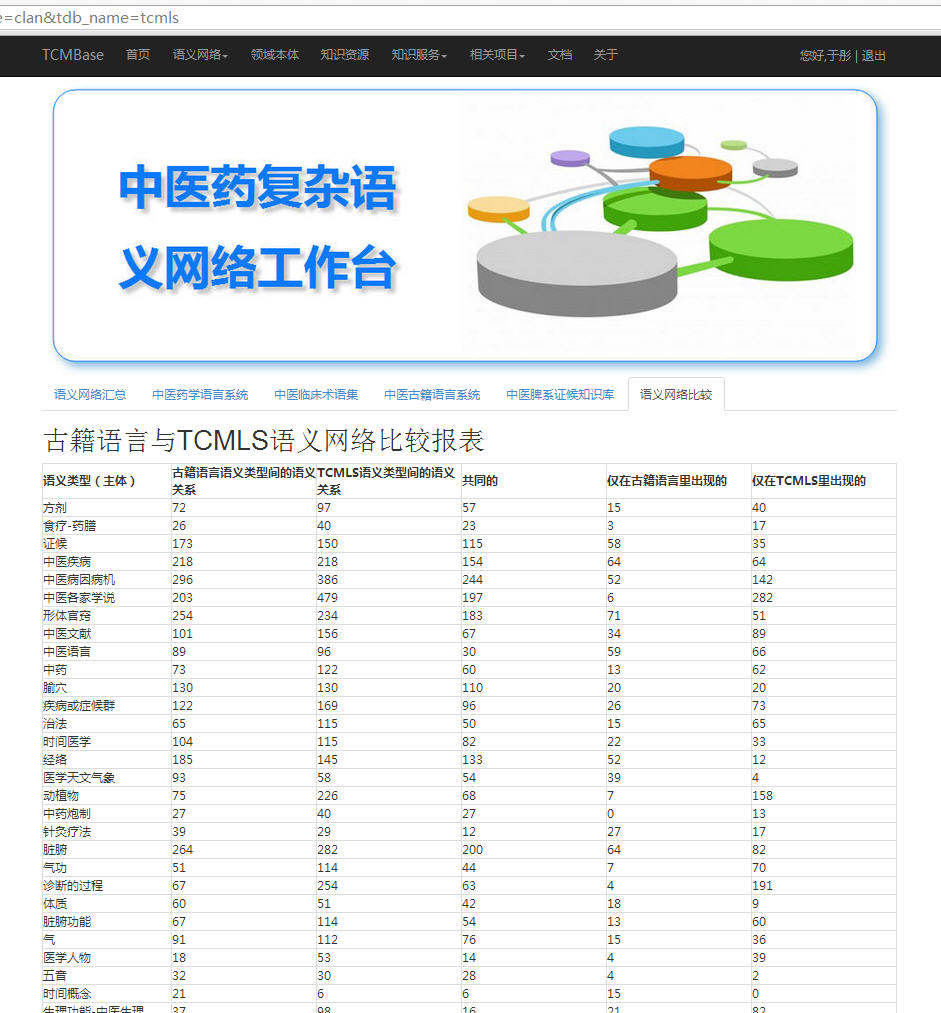 e=clan&tdb_name=tcmls
TCMBase 首页 语义网络 领域本体 知识资源 知识服务 相关项目 文档 关于 您好,于彤 | 退出
中医药复杂语
义网络工作台
语义网络汇总 中医药学语言系统 中医临床术语集 中医古籍语言系统 中医脾系证候知识库 语义网络比较
古籍语言与TCMLS语义网络比较报表
语义类型（主体） 古籍语言语义类型间的语义关系 TCMLS语义类型间的语义关系 共同的 仅在古籍语言里出现的 仅在TCMLS里出现的
方剂 72 97 57 15 40
食疗-药膳 26 40 23 3 17
证候 173 150 115 58 35
中医疾病 218 218 154 64 64
中医病因病机 296 386 244 52 142
中医各家学说 203 479 197 6 282
形体官窍 254 234 183 71 51
中医文献 101 156 67 34 89
中医语言 89 96 30 59 66
中药 73 122 60 13 62
腧穴 130 130 110 20 20
疾病或症候群 122 169 96 26 73
治法 65 115 50 15 65
时间医学 104 115 82 22 33
经络 185 145 133 52 12
医学天文气象 93 58 54 39 4
动植物 75 226 68 7 158
中药炮制 27 40 27 0 13
针灸疗法 39 29 12 27 17
脏腑 264 282 200 64 82
气功 51 114 44 7 70
诊断的过程 67 254 63 4 191
体质 60 51 42 18 9
脏腑功能 67 114 54 13 60
气 91 112 76 15 36
医学人物 18 53 14 4 39
五音 32 30 28 4 2
时间概念 21 6 6 15 0
生理功能-中医生理 37 98 16 21 82